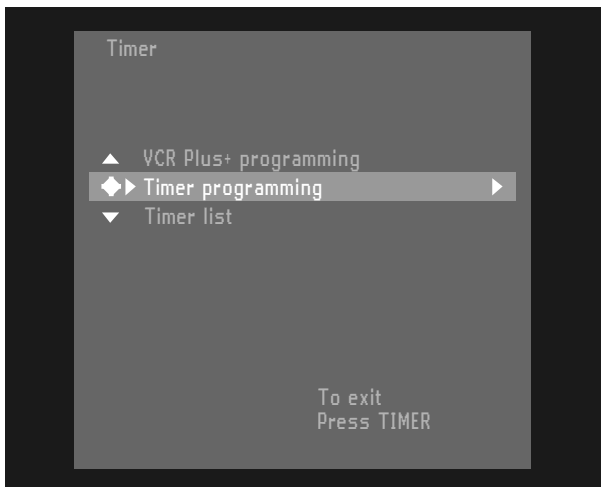 Timer
VCR Plus+ programming
Timer programming
Timer list
To exit
Press TIMER